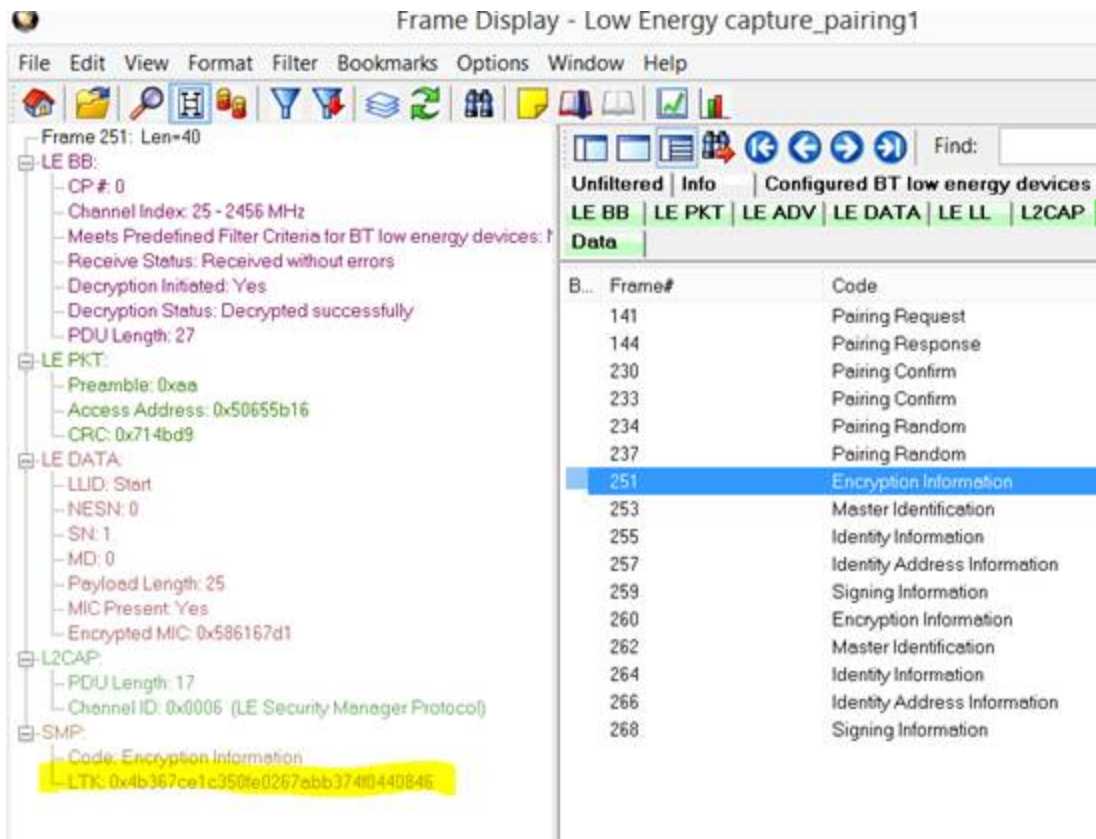 Frame Display - Low Energy capture_pairing1
File Edit View Format Filter Bookmarks Options Window Help
Frame 251: Len=40
LE BB:
CP #: 0
Channel Index: 25 - 2456 MHz
Meets Predefined Filter Criteria for BT low energy devices:
Receive Status: Received without errors
Decryption Initiated: Yes
Decryption Status: Decrypted successfully
PDU Length: 27
LE PKT:
Preamble: 0xaa
Access Address: 0x50655b16
CRC: 0x714bd9
LE DATA:
LLID: Start
NESN: 0
SN: 1
MD: 0
Payload Length: 25
MIC Present: Yes
Encrypted MIC: 0x586167d1
L2CAP:
PDU Length: 17
Channel ID: 0x0006 (LE Security Manager Protocol)
SMP:
Code: Encryption Information
LTK: 0x4b367ce1c350fe0267abb374f0440846
Find:
Unfiltered Info Configured BT low energy devices
LE BB LE PKT LE ADV LE DATA LE LL L2CAP
Data
B... Frame# Code
141 Pairing Request
144 Pairing Response
230 Pairing Confirm
233 Pairing Confirm
234 Pairing Random
237 Pairing Random
251 Encryption Information
253 Master Identification
255 Identity Information
257 Identity Address Information
259 Signing Information
260 Encryption Information
262 Master Identification
264 Identity Information
266 Identity Address Information
268 Signing Information